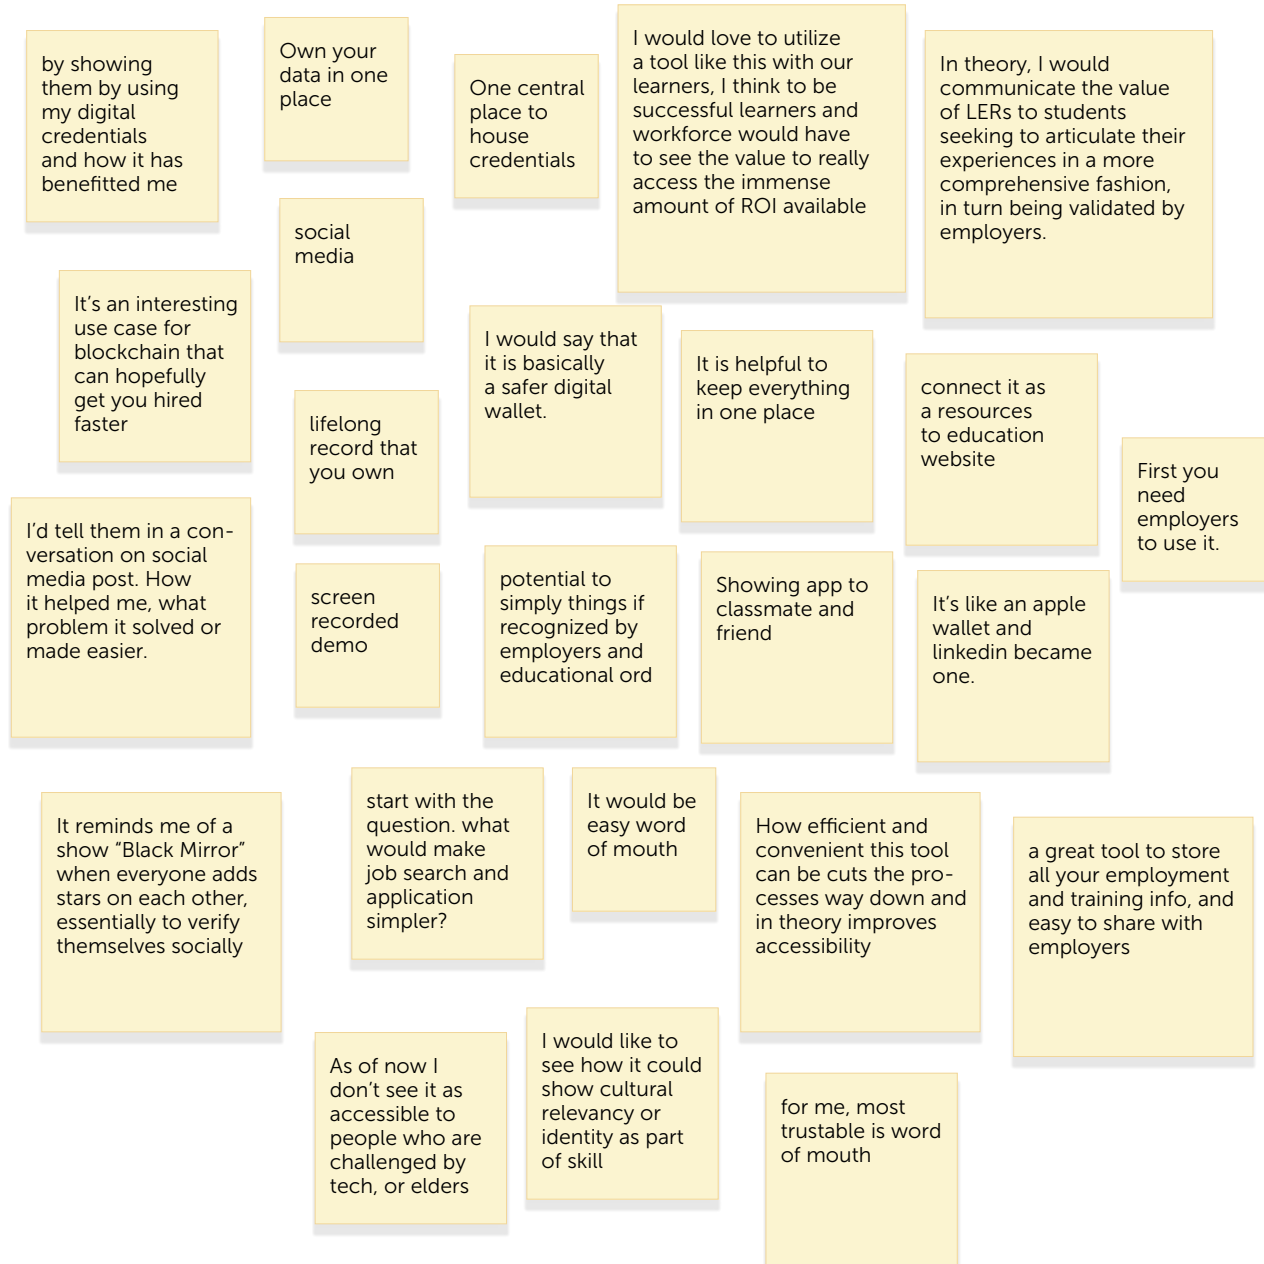 by showing
them by using
my digital
credentials
and how it has
benefitted me
Own your
data in one
place
One central
place to
house
credentials
I would love to utilize
a tool like this with our
learners, I think to be
successful learners and
workforce would have
to see the value to really
access the immense
amount of ROI available
In theory, I would
communicate the value
of LERs to students
seeking to articulate their
experiences in a more
comprehensive fashion,
in turn being validated by
employers.
social
media
It’s an interesting
use case for
blockchain that
can hopefully
get you hired
faster
I would say that
it is basically
a safer digital
wallet.
It is helpful to
keep everything
in one place
connect it as
a resources
to education
website
lifelong
record that
you own
First you
need
employers
to use it.
I’d tell them in a con-
versation on social
media post. How
it helped me, what
problem it solved or
made easier.
screen
recorded
demo
potential to
simply things if
recognized by
employers and
educational ord
Showing app to
classmate and
friend
It’s like an apple
wallet and
linkedin became
one.
It reminds me of a
show “Black Mirror”
when everyone adds
stars on each other,
essentially to verify
themselves socially
start with the
question. what
would make
job search and
application
simpler?
It would be
easy word
of mouth
How efficient and
convenient this tool
can be cuts the pro-
cesses way down and
in theory improves
accessibility
a great tool to store
all your employment
and training info, and
easy to share with
employers
As of now I
don’t see it as
accessible to
people who are
challenged by
tech, or elders
I would like to
see how it could
show cultural
relevancy or
identity as part
of skill
for me, most
trustable is word
of mouth